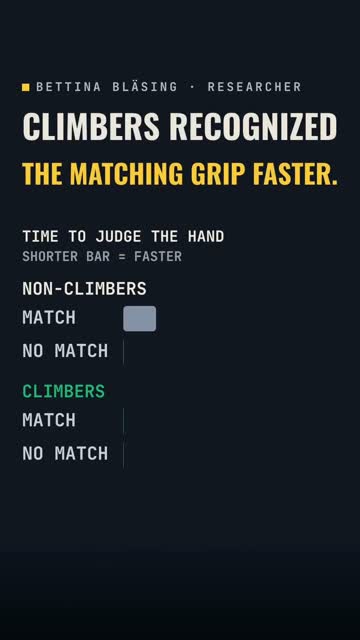 BETTINA BLÄSING · RESEARCHER
CLIMBERS RECOGNIZED
THE MATCHING GRIP FASTER.
TIME TO JUDGE THE HAND
SHORTER BAR = FASTER
NON-CLIMBERS
MATCH
NO MATCH
CLIMBERS
MATCH
NO MATCH